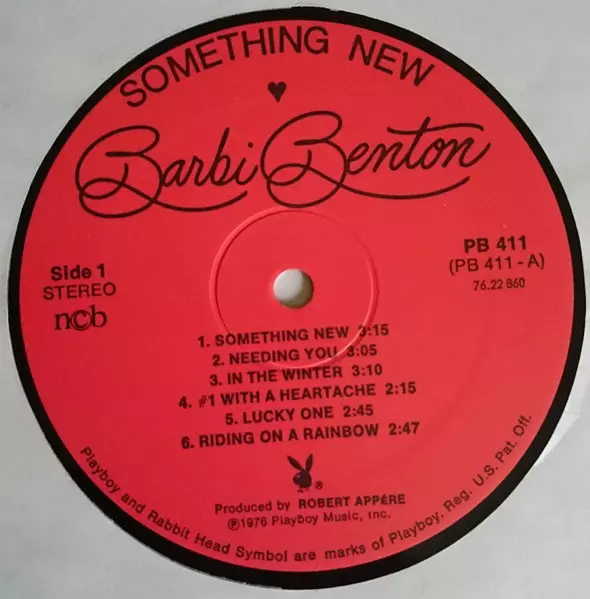 SOMETHING NEW
Barbi Benton
Side 1
STEREO
ncb
PB 411
(PB 411-A)
76.22 860
1. SOMETHING NEW 3:15
2. NEEDING YOU 3:05
3. IN THE WINTER 3:10
4. #1 WITH A HEARTACHE 2:15
5. LUCKY ONE 2:45
6. RIDING ON A RAINBOW 2:47
®
Produced by ROBERT APPÉRE
℗1976 Playboy Music, Inc.
Playboy and Rabbit Head Symbol are marks of Playboy. Reg. U.S. Pat. Off.